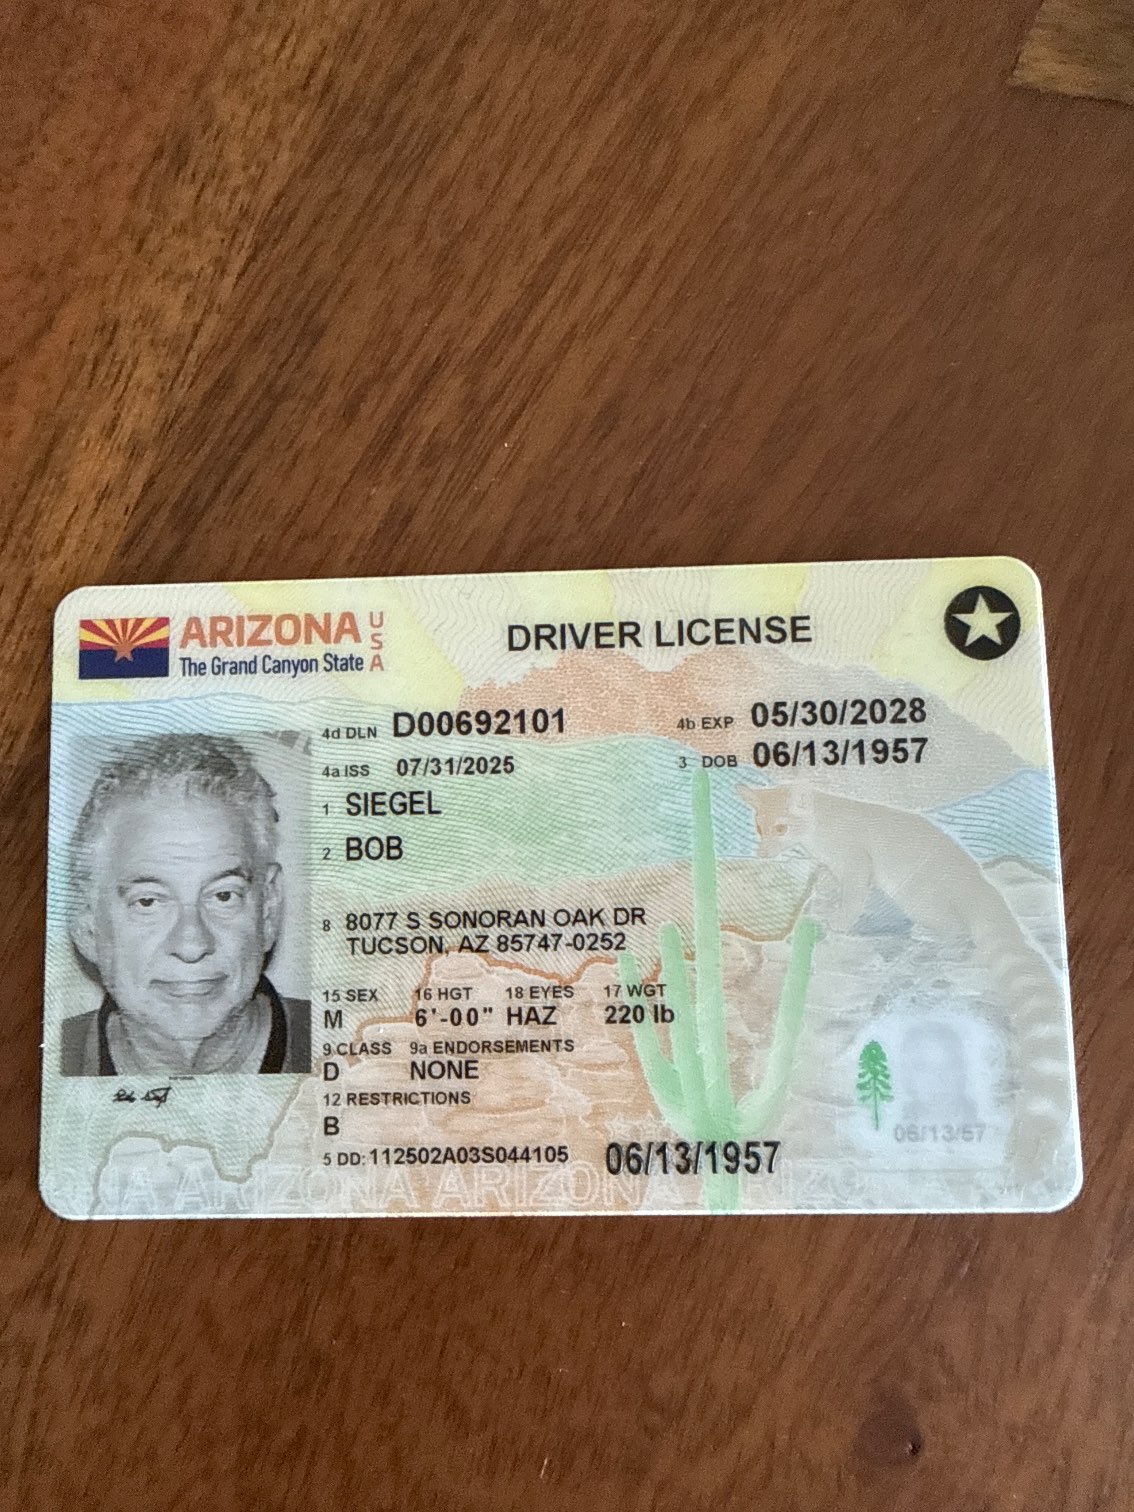 ARIZONA USA
The Grand Canyon State
DRIVER LICENSE
4d DLN D00692101
4b EXP 05/30/2028
4a ISS 07/31/2025
3 DOB 06/13/1957
1 SIEGEL
2 BOB
8 8077 S SONORAN OAK DR
TUCSON, AZ 85747-0252
15 SEX 16 HGT 18 EYES 17 WGT
M 6'-00" HAZ 220 lb
9 CLASS 9a ENDORSEMENTS
D NONE
12 RESTRICTIONS
B
5 DD: 112502A03S044105
06/13/1957
06/13/57
ARIZONA ARIZONA ARIZONA